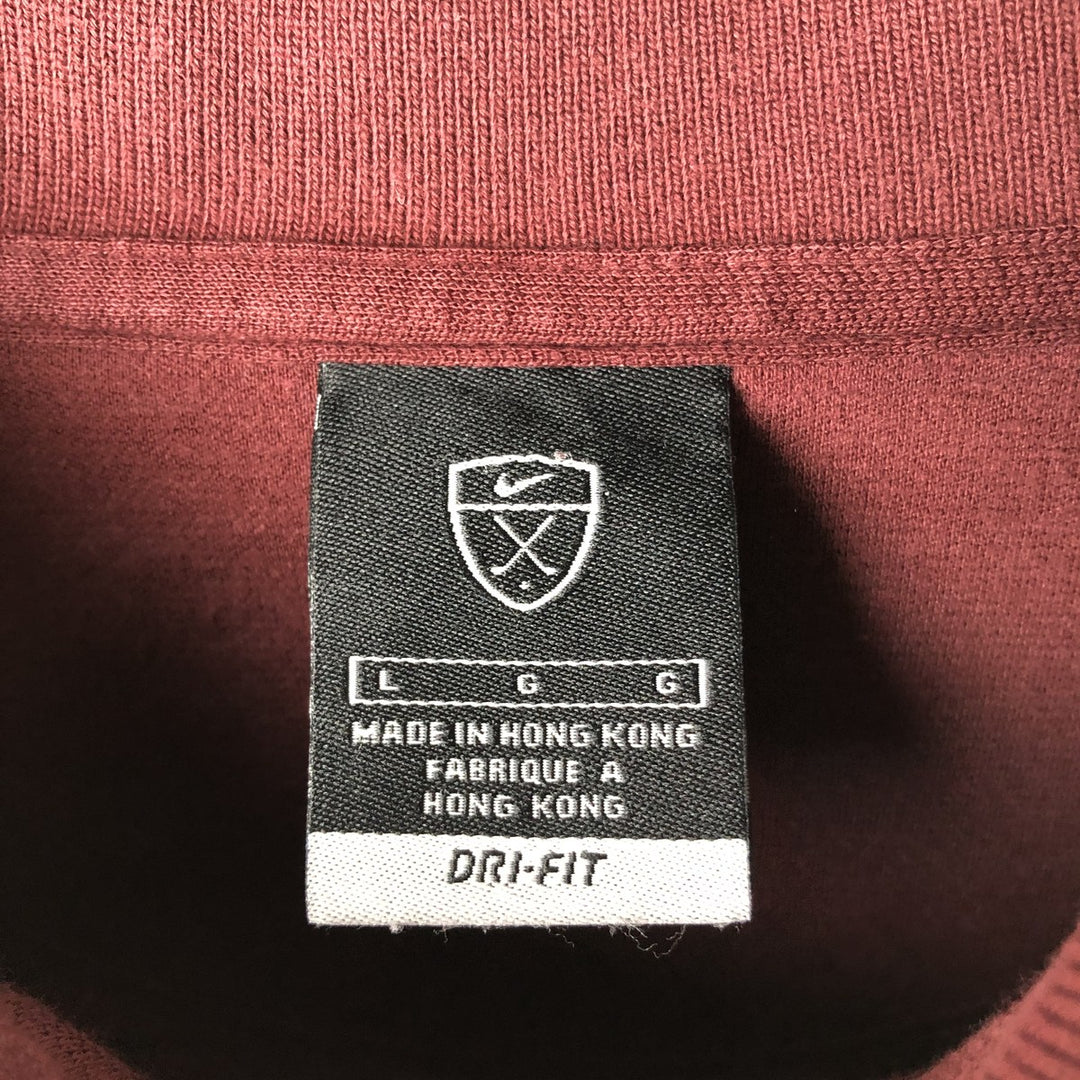 L G G
MADE IN HONG KONG
FABRIQUE A
HONG KONG
DRI-FIT